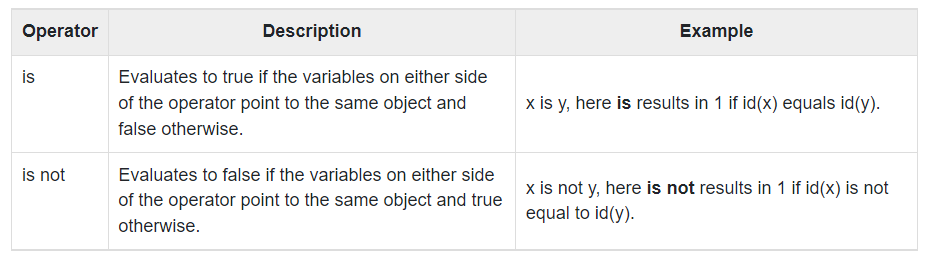 Operator Description Example
is
Evaluates to true if the variables on either side
of the operator point to the same object and
false otherwise.
x is y, here is results in 1 if id(x) equals id(y).
is not
Evaluates to false if the variables on either side
of the operator point to the same object and true
otherwise.
x is not y, here is not results in 1 if id(x) is not
equal to id(y).